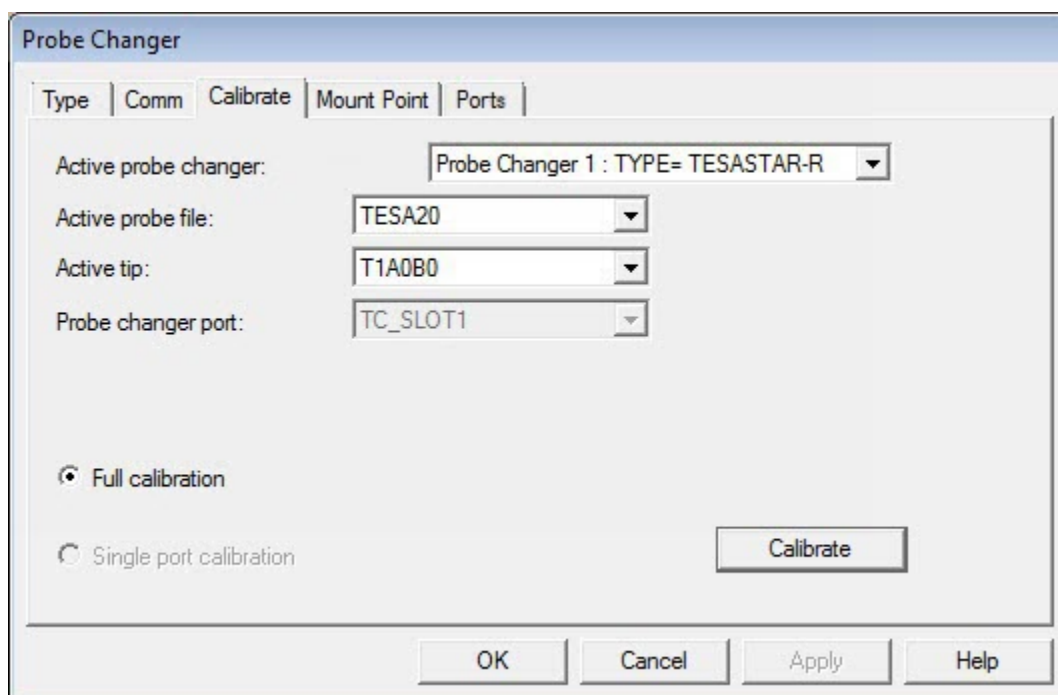 Probe Changer
Type Comm Calibrate Mount Point Ports
Active probe changer: Probe Changer 1 : TYPE= TESASTAR-R
Active probe file: TESA20
Active tip: T1A0B0
Probe changer port: TC_SLOT1
Full calibration
Single port calibration
Calibrate
OK Cancel Apply Help